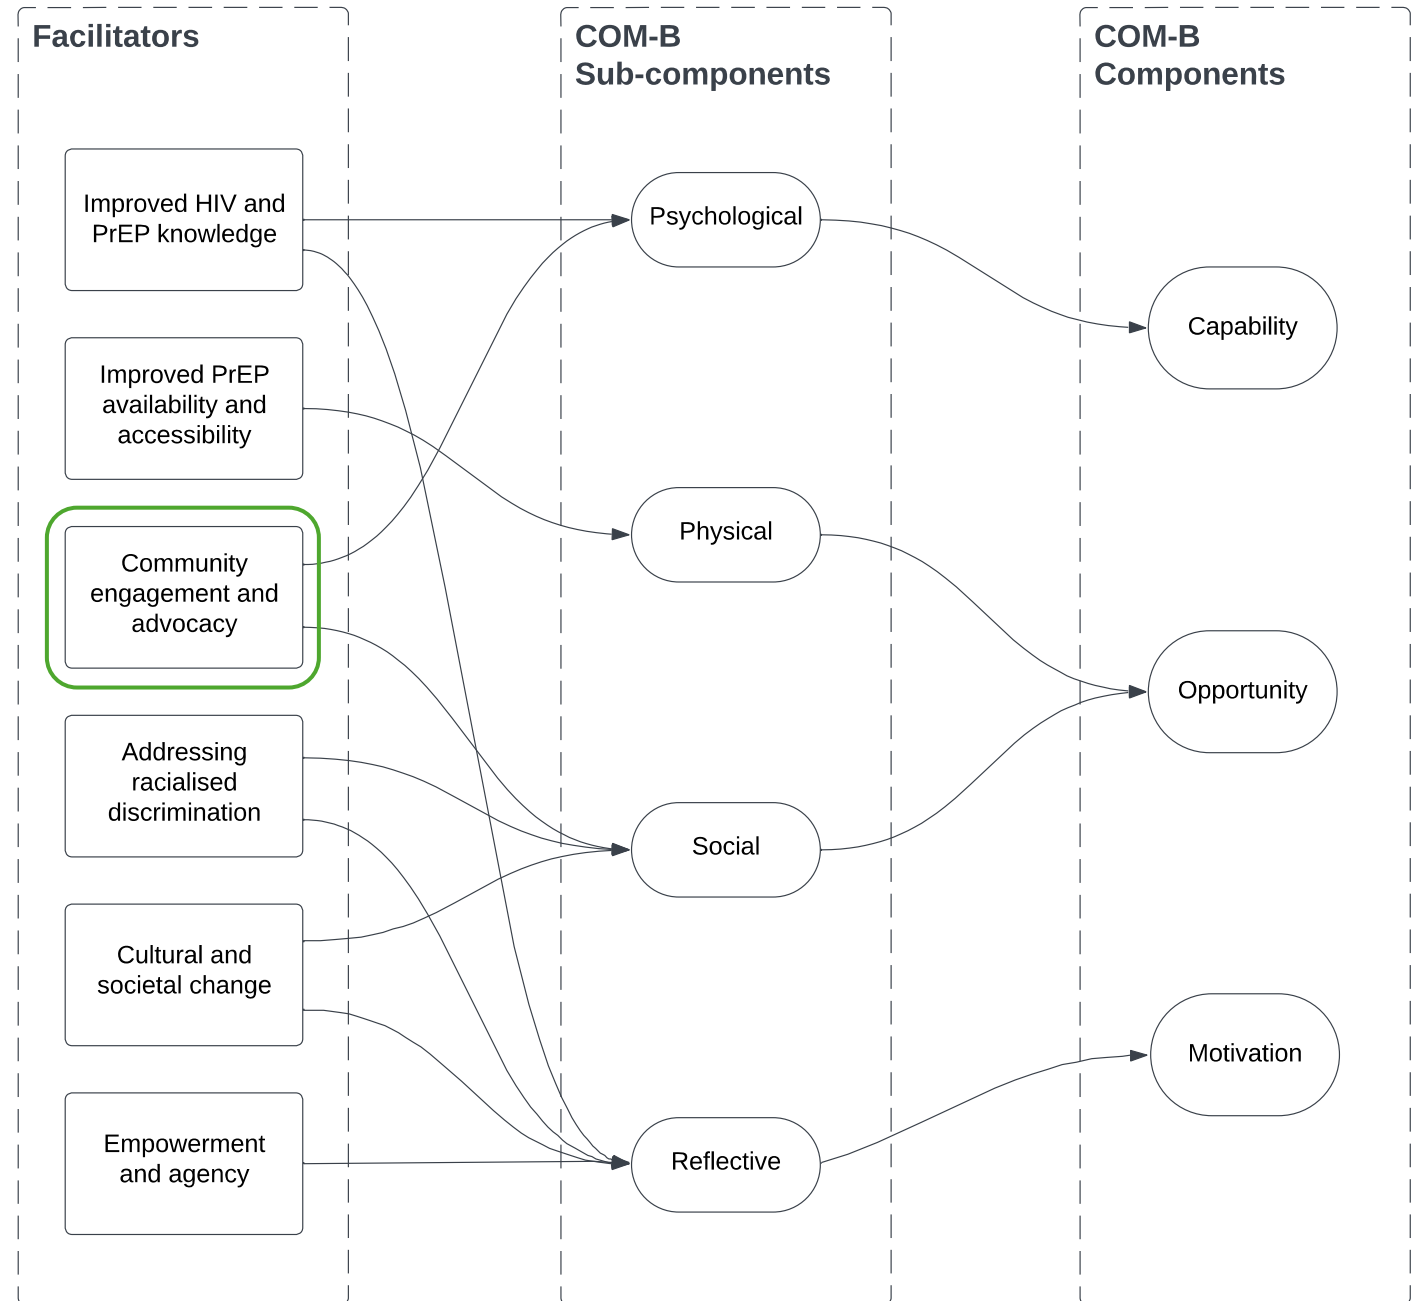 Facilitators
Improved HIV and
PrEP knowledge
Improved PrEP
availability and
accessibility
Community
engagement and
advocacy
Addressing
racialised
discrimination
Cultural and
societal change
Empowerment
and agency
COM-B
Sub-components
Psychological
Physical
Social
Reflective
COM-B
Components
Capability
Opportunity
Motivation